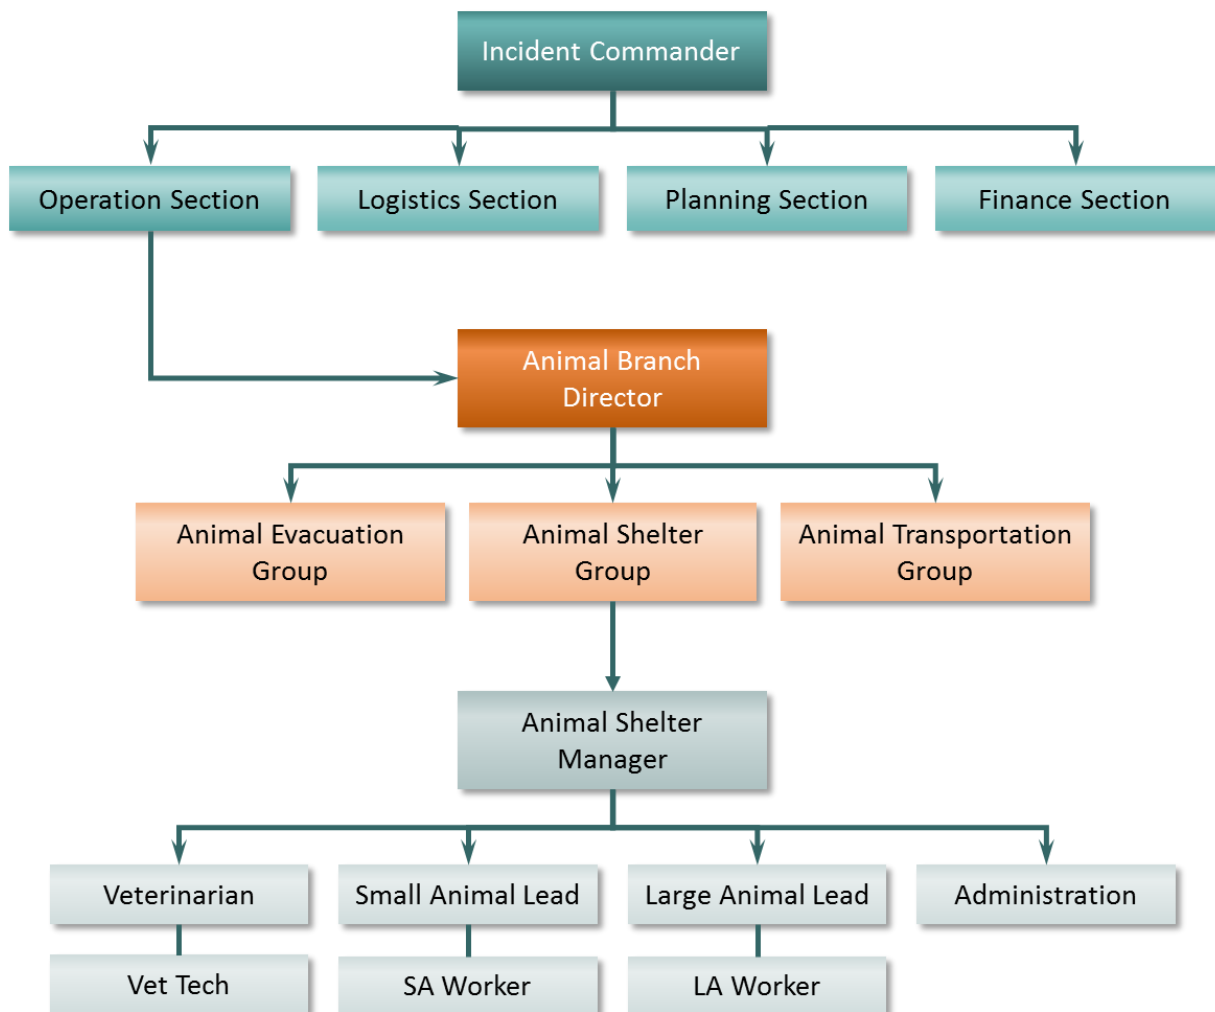 Incident Commander
Operation Section
Logistics Section
Planning Section
Finance Section
Animal Branch
Director
Animal Evacuation
Group
Animal Shelter
Group
Animal Transportation
Group
Animal Shelter
Manager
Veterinarian
Small Animal Lead
Large Animal Lead
Administration
Vet Tech
SA Worker
LA Worker